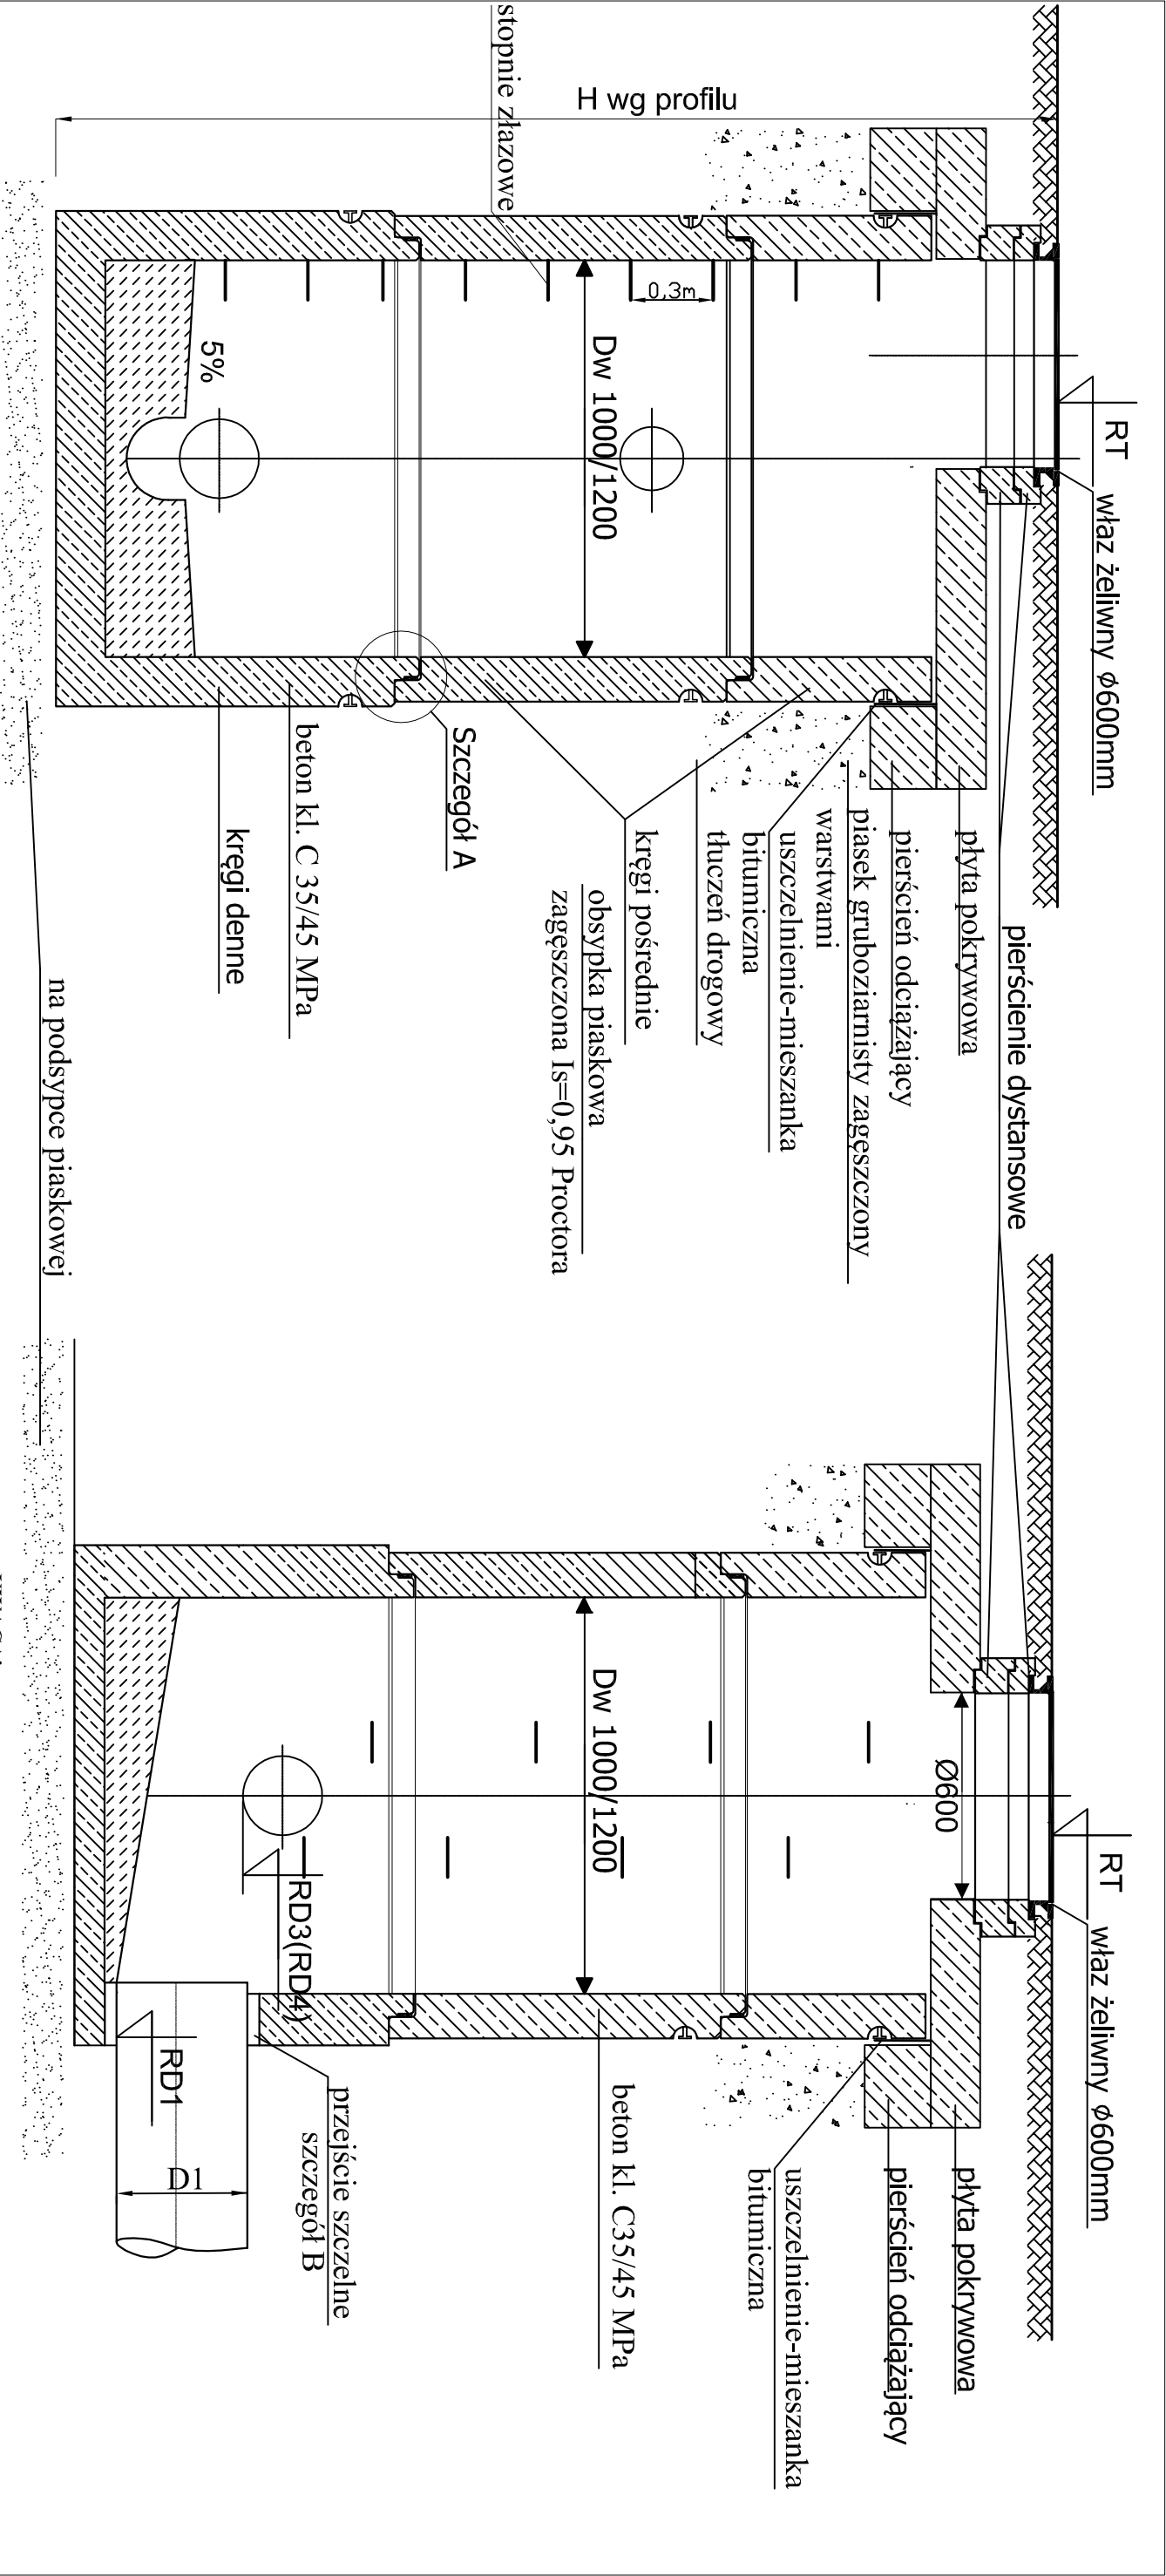 RT
właz żeliwny ϕ600mm
pierścienie dystansowe
płyta pokrywowa
pierścień odciążający
piasek gruboziarnisty zagęszczony
warstwami
uszczelnienie-mieszanka
bitumiczna
tłuczeń drogowy
kręgi pośrednie
obsypka piaskowa
zagęszczona Is=0,95 Proctora
Szczegół A
beton kl. C 35/45 MPa
kręgi denne
na podsypce piaskowej
H wg profilu
stopnie złazowe
0,3m
Dw 1000/1200
5%
RT
właz żeliwny ϕ600mm
Ø600
płyta pokrywowa
pierścień odciążający
uszczelnienie-mieszanka
bitumiczna
Dw 1000/1200
beton kl. C35/45 MPa
RD3(RD4)
przejście szczelne
szczegół B
RD1
D1